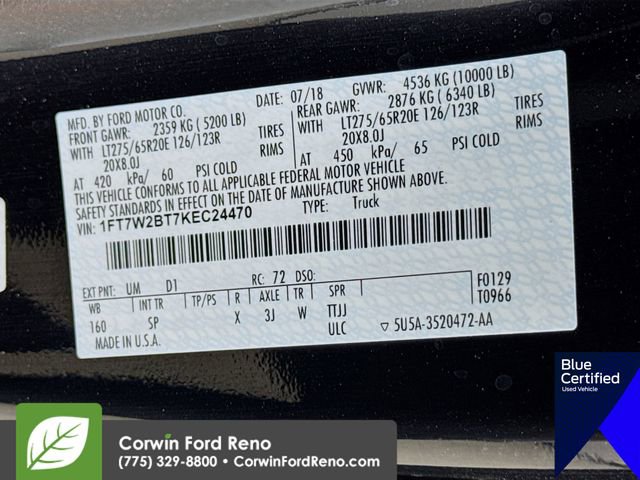 MFD. BY FORD MOTOR CO. DATE: 07/18 GVWR: 4536 KG (10000 LB)
FRONT GAWR: 2359 KG ( 5200 LB) REAR GAWR: 2876 KG ( 6340 LB)
WITH LT275/65R20E 126/123R TIRES WITH LT275/65R20E 126/123R TIRES
20X8.0J RIMS 20X8.0J RIMS
AT 420 kPa/ 60 PSI COLD AT 450 kPa/ 65 PSI COLD
THIS VEHICLE CONFORMS TO ALL APPLICABLE FEDERAL MOTOR VEHICLE
SAFETY STANDARDS IN EFFECT ON THE DATE OF MANUFACTURE SHOWN ABOVE.
VIN: 1FT7W2BT7KEC24470 TYPE: Truck
EXT PNT: UM D1 RC: 72 DSO: F0129
WB INT TR TP/PS R AXLE TR SPR T0966
160 SP X 3J W TTJJ
MADE IN U.S.A. ULC ▽ 5U5A-3520472-AA
Blue
Certified
Used Vehicle
Corwin Ford Reno
(775) 329-8800 • CorwinFordReno.com